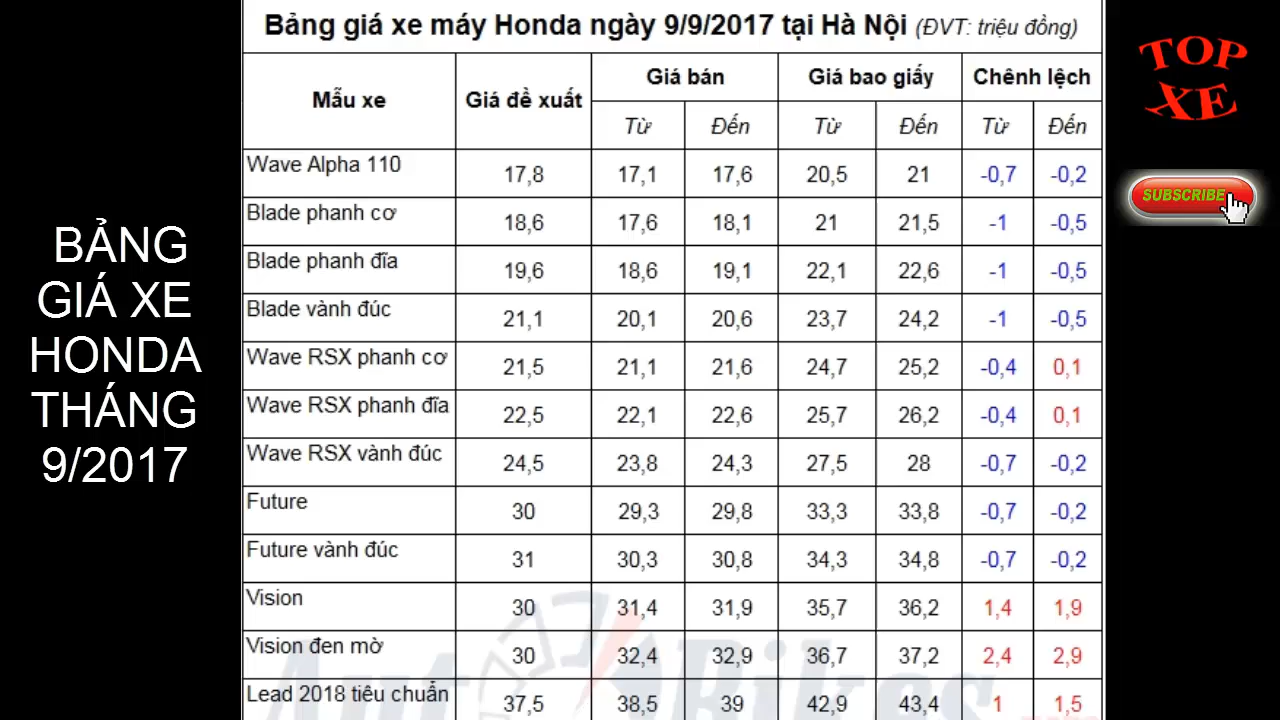 Bảng giá xe máy Honda ngày 9/9/2017 tại Hà Nội (ĐVT: triệu đồng)
Mẫu xe Giá đề xuất Giá bán Giá bao giấy Chênh lệch
Từ Đến Từ Đến Từ Đến
Wave Alpha 110 17,8 17,1 17,6 20,5 21 -0,7 -0,2
Blade phanh cơ 18,6 17,6 18,1 21 21,5 -1 -0,5
Blade phanh đĩa 19,6 18,6 19,1 22,1 22,6 -1 -0,5
Blade vành đúc 21,1 20,1 20,6 23,7 24,2 -1 -0,5
Wave RSX phanh cơ 21,5 21,1 21,6 24,7 25,2 -0,4 0,1
Wave RSX phanh đĩa 22,5 22,1 22,6 25,7 26,2 -0,4 0,1
Wave RSX vành đúc 24,5 23,8 24,3 27,5 28 -0,7 -0,2
Future 30 29,3 29,8 33,3 33,8 -0,7 -0,2
Future vành đúc 31 30,3 30,8 34,3 34,8 -0,7 -0,2
Vision 30 31,4 31,9 35,7 36,2 1,4 1,9
Vision đen mờ 30 32,4 32,9 36,7 37,2 2,4 2,9
Lead 2018 tiêu chuẩn 37,5 38,5 39 42,9 43,4 1 1,5
BẢNG
GIÁ XE
HONDA
THÁNG
9/2017
TOP
XE
SUBSCRIBE